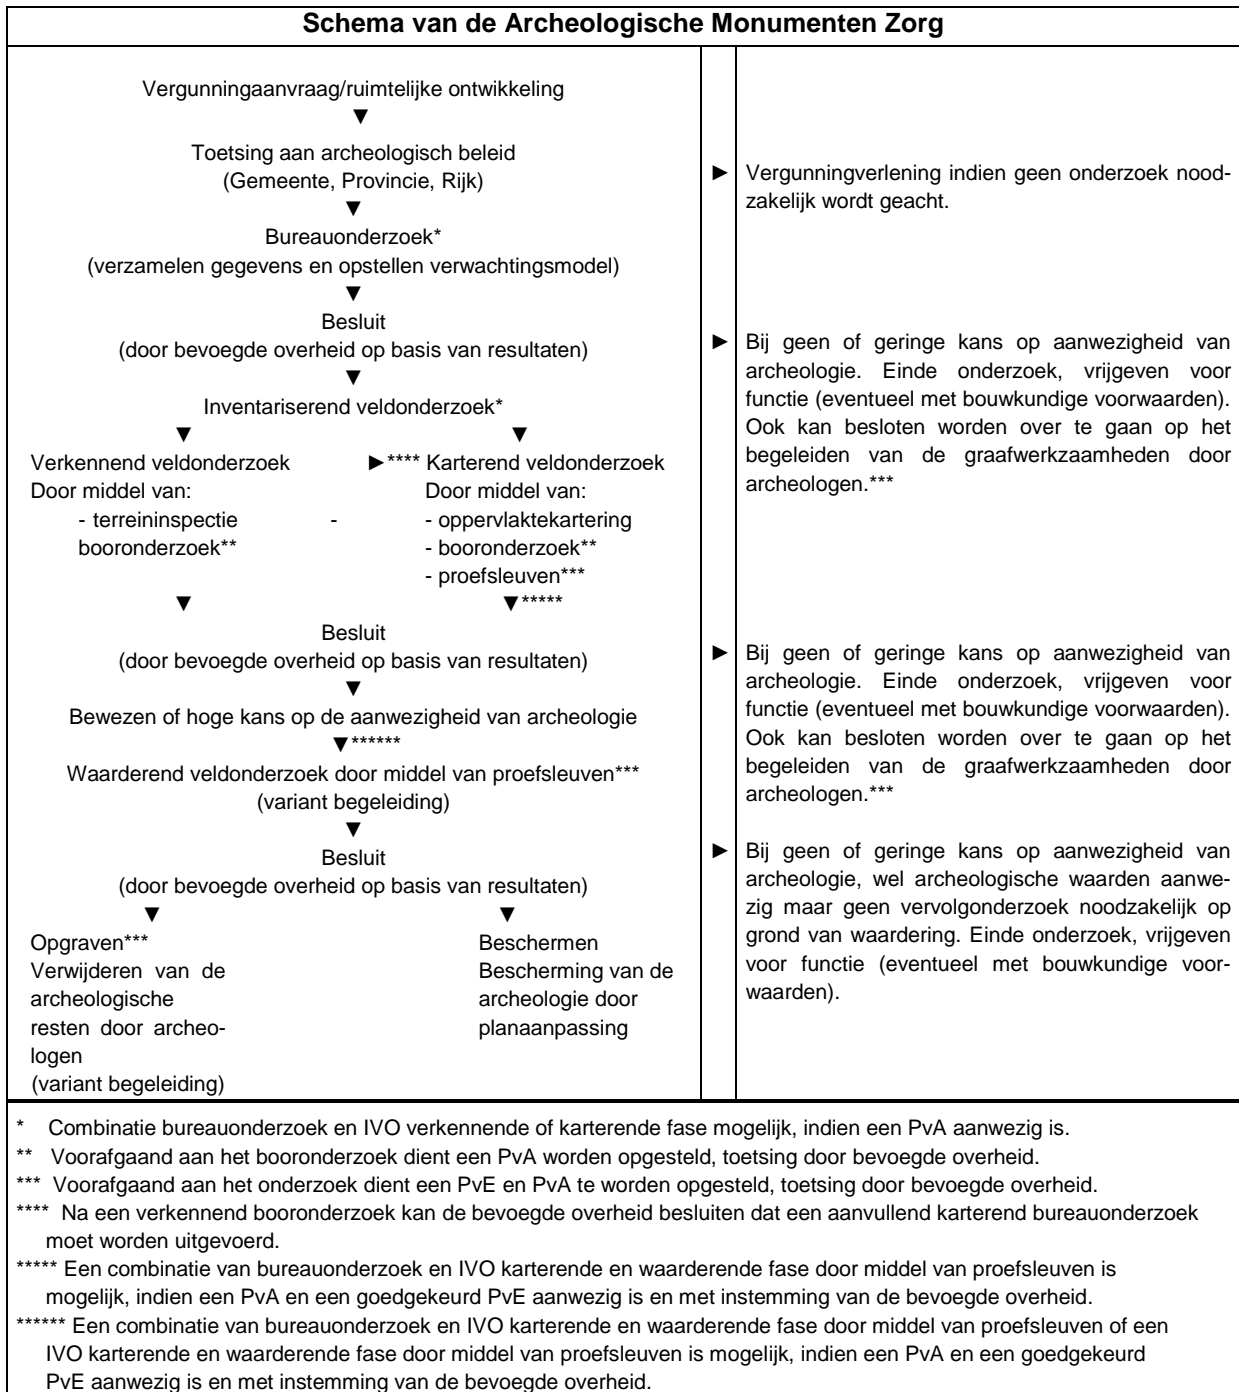 Schema van de Archeologische Monumenten Zorg
Vergunningaanvraag/ruimtelijke ontwikkeling
▼
Toetsing aan archeologisch beleid
(Gemeente, Provincie, Rijk)
▼
► Vergunningverlening indien geen onderzoek nood-
zakelijk wordt geacht.
Bureauonderzoek*
(verzamelen gegevens en opstellen verwachtingsmodel)
▼
Besluit
(door bevoegde overheid op basis van resultaten)
▼
► Bij geen of geringe kans op aanwezigheid van
archeologie. Einde onderzoek, vrijgeven voor
functie (eventueel met bouwkundige voorwaarden).
Ook kan besloten worden over te gaan op het
begeleiden van de graafwerkzaamheden door
archeologen.***
Inventariserend veldonderzoek*
▼ ▼
Verkennend veldonderzoek ►**** Karterend veldonderzoek
Door middel van: Door middel van:
- terreininspectie - - oppervlaktekartering
booronderzoek** - booronderzoek**
- proefsleuven***
▼ ▼*****
Besluit
(door bevoegde overheid op basis van resultaten)
▼
► Bij geen of geringe kans op aanwezigheid van
archeologie. Einde onderzoek, vrijgeven voor
functie (eventueel met bouwkundige voorwaarden).
Ook kan besloten worden over te gaan op het
begeleiden van de graafwerkzaamheden door
archeologen.***
Bewezen of hoge kans op de aanwezigheid van archeologie
▼******
Waarderend veldonderzoek door middel van proefsleuven***
(variant begeleiding)
▼
Besluit
(door bevoegde overheid op basis van resultaten)
▼ ▼
► Bij geen of geringe kans op aanwezigheid van
archeologie, wel archeologische waarden aanwe-
zig maar geen vervolgonderzoek noodzakelijk op
grond van waardering. Einde onderzoek, vrijgeven
voor functie (eventueel met bouwkundige voor-
waarden).
Opgraven*** Beschermen
Verwijderen van de Bescherming van de
archeologische archeologie door
resten door archeo- planaanpassing
logen
(variant begeleiding)
* Combinatie bureauonderzoek en IVO verkennende of karterende fase mogelijk, indien een PvA aanwezig is.
** Voorafgaand aan het booronderzoek dient een PvA worden opgesteld, toetsing door bevoegde overheid.
*** Voorafgaand aan het onderzoek dient een PvE en PvA te worden opgesteld, toetsing door bevoegde overheid.
**** Na een verkennend booronderzoek kan de bevoegde overheid besluiten dat een aanvullend karterend bureauonderzoek
moet worden uitgevoerd.
***** Een combinatie van bureauonderzoek en IVO karterende en waarderende fase door middel van proefsleuven is
mogelijk, indien een PvA en een goedgekeurd PvE aanwezig is en met instemming van de bevoegde overheid.
****** Een combinatie van bureauonderzoek en IVO karterende en waarderende fase door middel van proefsleuven of een
IVO karterende en waarderende fase door middel van proefsleuven is mogelijk, indien een PvA en een goedgekeurd
PvE aanwezig is en met instemming van de bevoegde overheid.